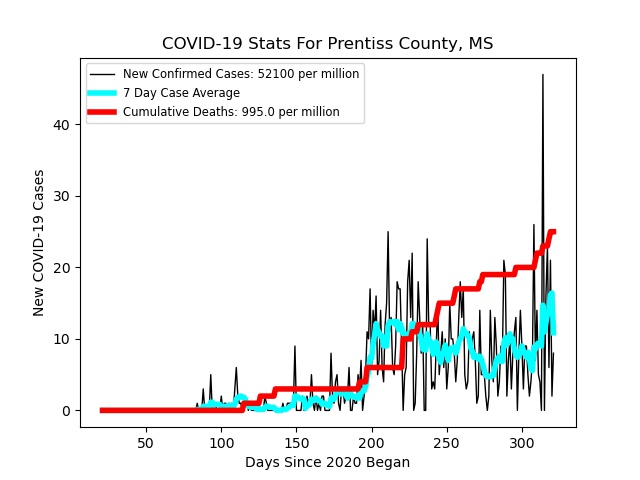 COVID-19 Stats For Prentiss County, MS
New Confirmed Cases: 52100 per million
7 Day Case Average
Cumulative Deaths: 995.0 per million
New COVID-19 Cases
40
30
20
10
0
50 100 150 200 250 300
Days Since 2020 Began